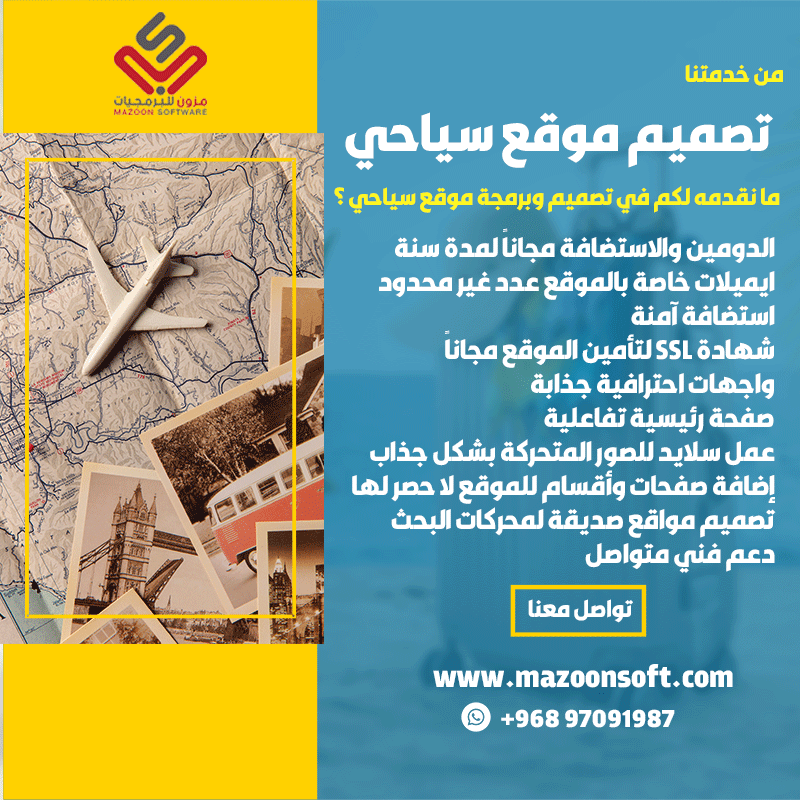 مزون للبرمجيات
MAZOON SOFTWARE
من خدمتنا
تصميم موقع سياحي
ما نقدمه لكم في تصميم وبرمجة موقع سياحي ؟
الدومين والاستضافة مجاناً لمدة سنة
ايميلات خاصة بالموقع عدد غير محدود
استضافة آمنة
شهادة SSL لتأمين الموقع مجاناً
واجهات احترافية جذابة
صفحة رئيسية تفاعلية
عمل سلايد للصور المتحركة بشكل جذاب
إضافة صفحات وأقسام للموقع لا حصر لها
تصميم مواقع صديقة لمحركات البحث
دعم فني متواصل
تواصل معنا
www.mazoonsoft.com
+968 97091987